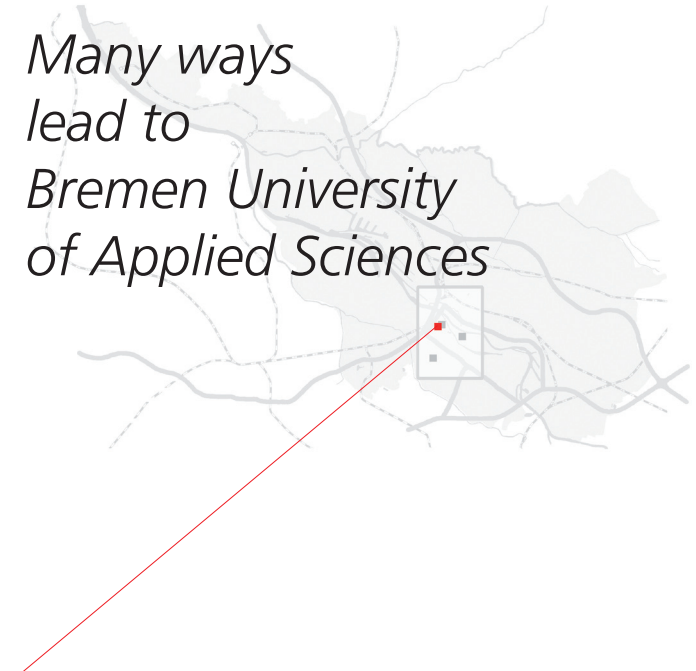 Many ways
lead to
Bremen University
of Applied Sciences